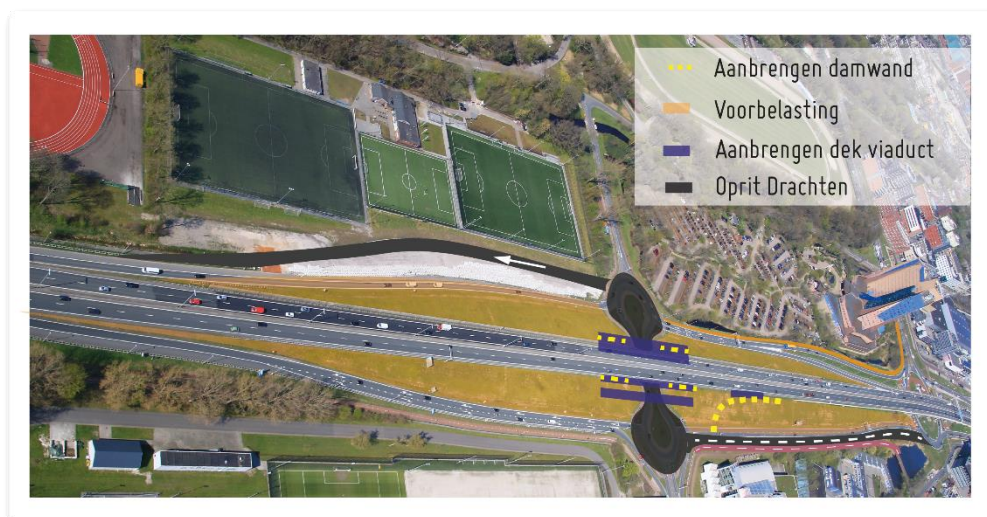 Aanbrengen damwand
Voorbelasting
Aanbrengen dek viaduct
Oprit Drachten